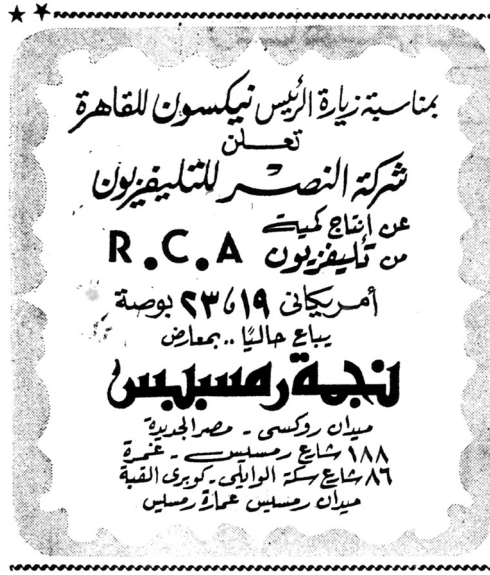 بمناسبة زيارة الرئيس نيكسون للقاهرة
تعلن
شركة النصر للتليفزيون
عن إنتاج كمية
من تليفزيون R.C.A
أمريكاني ١٩، ٢٣ بوصة
يباع حاليًا .. بمعارض
نجمة رمسيس
ميدان روكسى - مصر الجديدة
١٨٨ شارع رمسيس - غمرة
٨٦ شارع سكة الوايلى - كوبرى القبة
ميدان رمسيس عمارة رمسيس